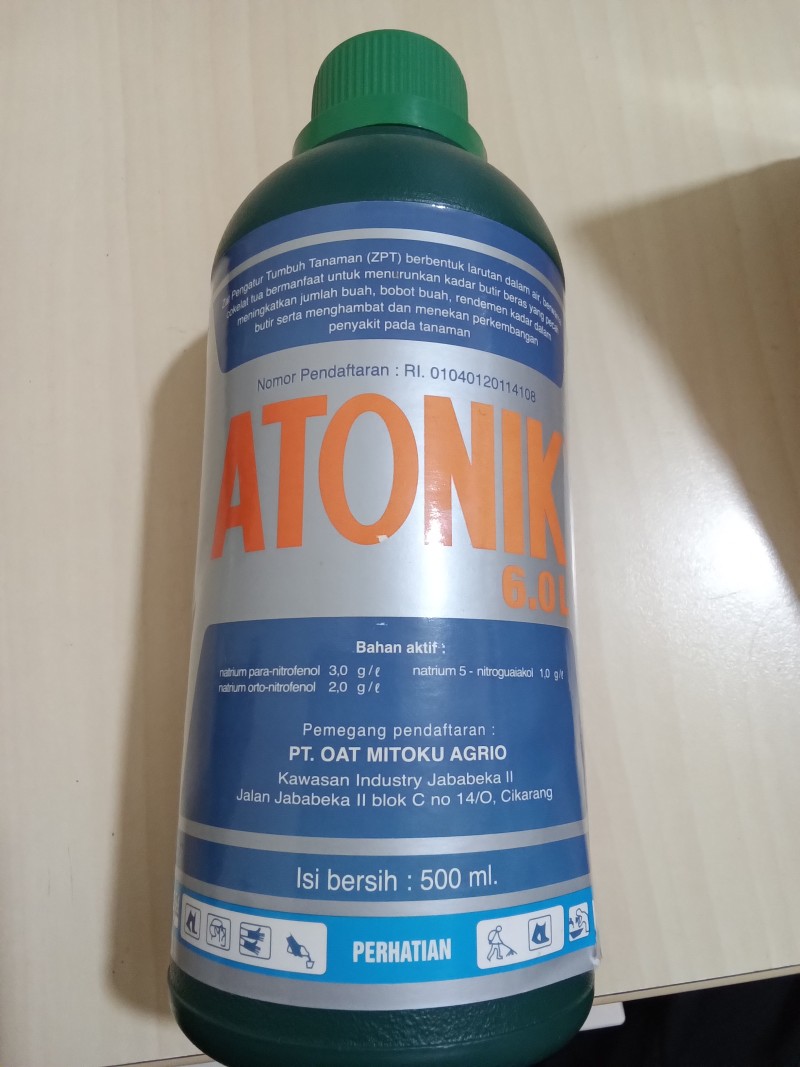 Zat Pengatur Tumbuh Tanaman (ZPT) berbentuk larutan dalam air, berwarna
cokelat tua bermanfaat untuk menurunkan kadar butir beras yang pecah
meningkatkan jumlah buah, bobot buah, rendemen kadar dalam
butir serta menghambat dan menekan perkembangan
penyakit pada tanaman
Nomor Pendaftaran : RI. 01040120114108
ATONIK
6.0 L
Bahan aktif :
natrium para-nitrofenol 3,0 g/ℓ natrium 5 - nitroguaiakol 1,0 g/ℓ
natrium orto-nitrofenol 2,0 g/ℓ
Pemegang pendaftaran :
PT. OAT MITOKU AGRIO
Kawasan Industry Jababeka II
Jalan Jababeka II blok C no 14/O, Cikarang
Isi bersih : 500 ml.
PERHATIAN